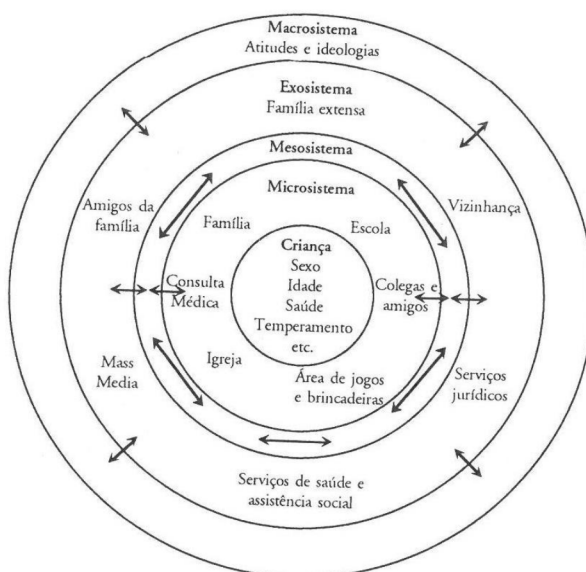 Macrosistema
Atitudes e ideologias
Exosistema
Família extensa
Mesosistema
Microsistema
Amigos da
família
Família
Escola
Vizinhança
Criança
Sexo
Idade
Saúde
Temperamento
etc.
Consulta
Médica
Colegas e
amigos
Igreja
Área de jogos
e brincadeiras
Mass
Media
Serviços
jurídicos
Serviços de saúde e
assistência social